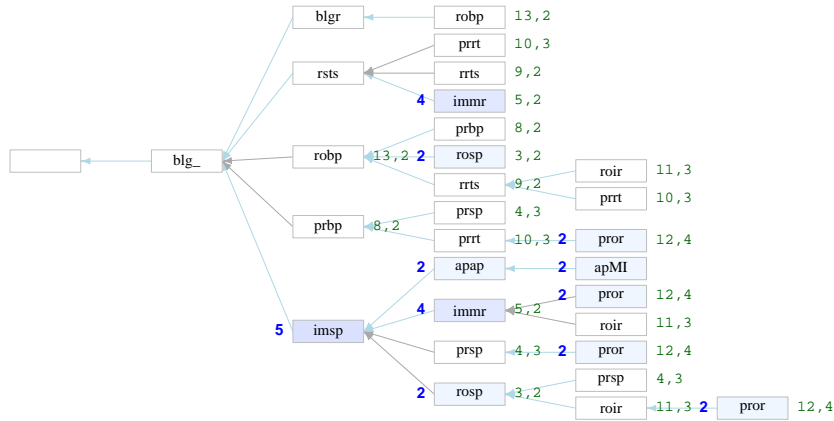 blgr robp 13,2
prrt 10,3
rsts rrts 9,2
4 immr 5,2
prbp 8,2
blg_ robp 13,2 2 rosp 3,2
roir 11,3
rrts 9,2
prrt 10,3
prsp 4,3
prbp 8,2
prrt 10,3 2 pror 12,4
2 apap 2 apMI
2 pror 12,4
4 immr 5,2
roir 11,3
5 imsp
prsp 4,3 2 pror 12,4
prsp 4,3
2 rosp 3,2
roir 11,3 2 pror 12,4